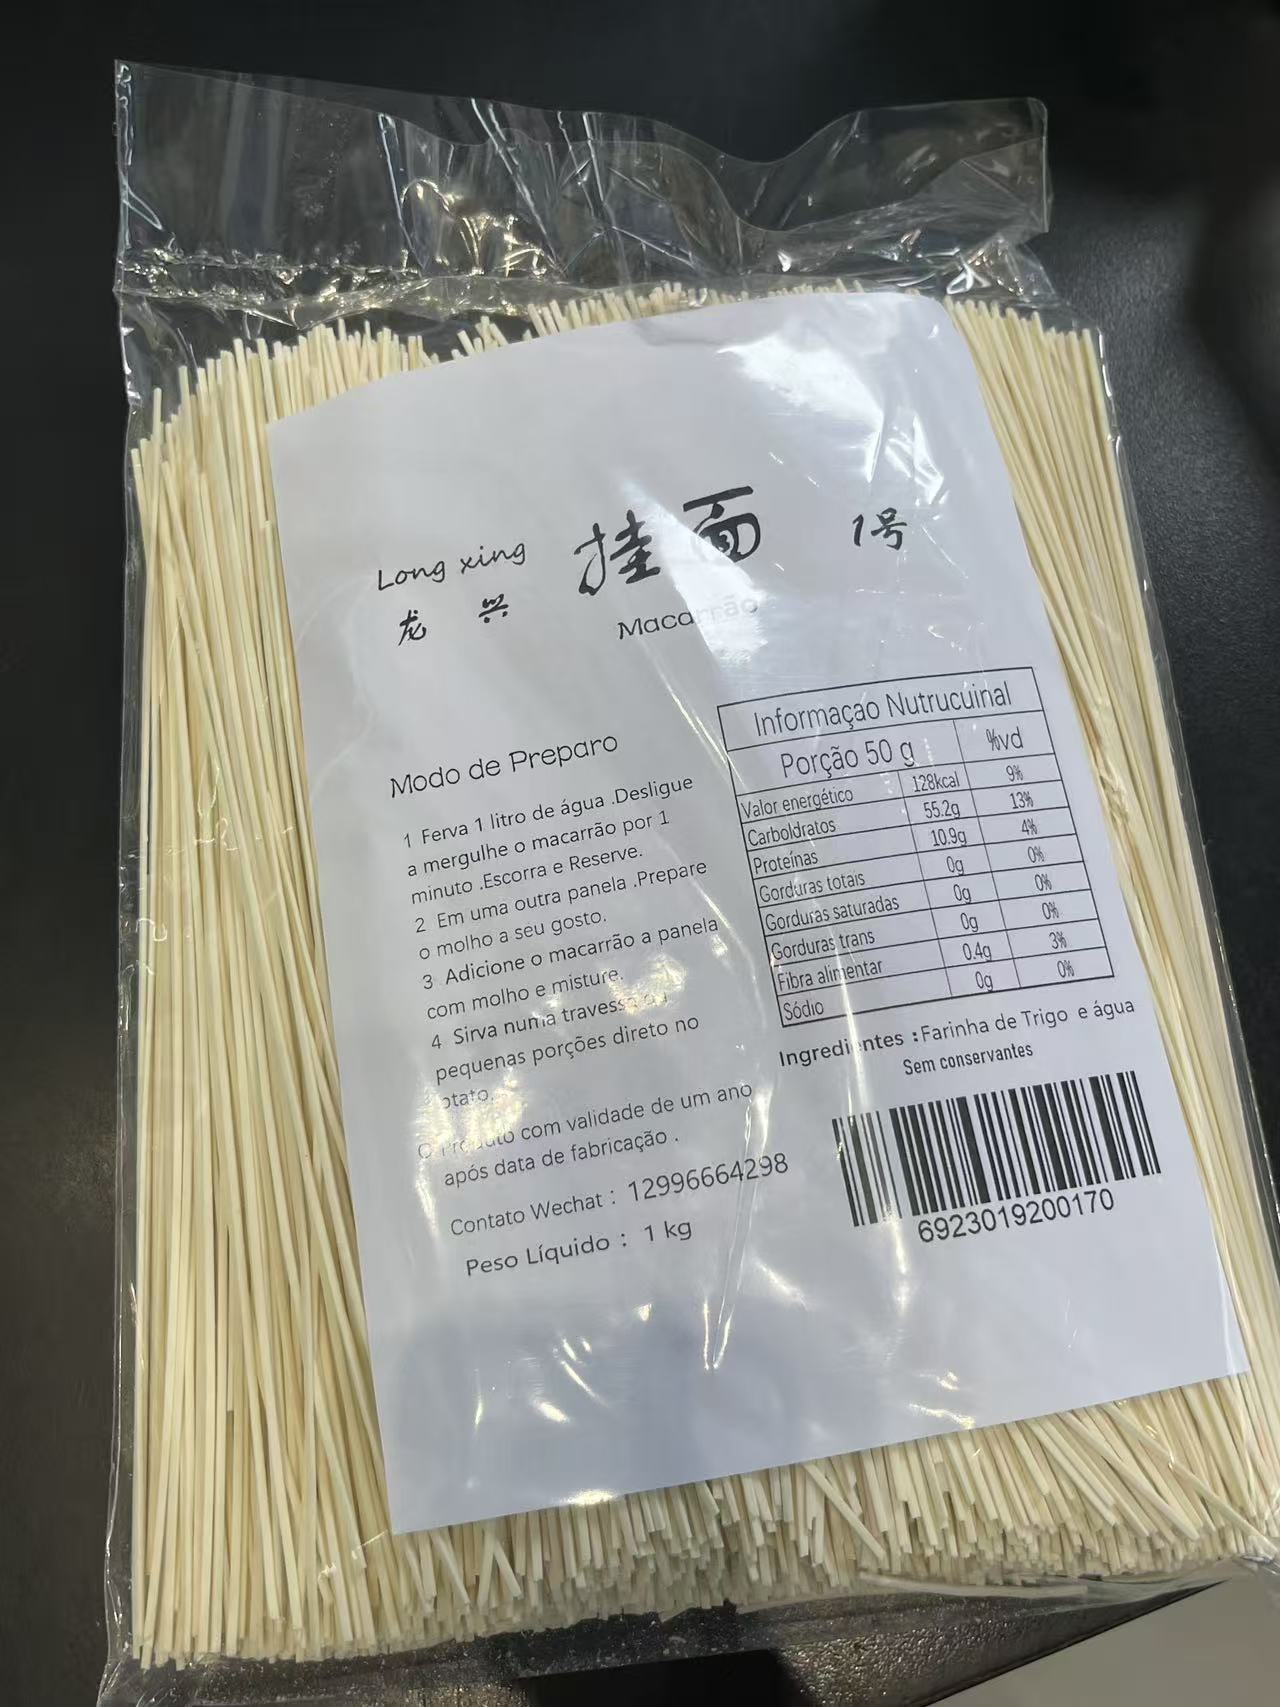 Long xing
龙 兴
挂面
1号
Macarrão
Modo de Preparo
1 Ferva 1 litro de água .Desligue
a mergulhe o macarrão por 1
minuto .Escorra e Reserve.
2 Em uma outra panela .Prepare
o molho a seu gosto.
3 Adicione o macarrão a panela
com molho e misture.
4 Sirva numa travessa ou
pequenas porções direto no
ptato.
O Produto com validade de um ano
após data de fabricação .
Contato Wechat : 12996664298
Peso Líquido : 1 kg
Informaçao Nutrucúinal
Porção 50 g %vd
Valor energético 128kcal 9%
Carboldratos 55.2g 13%
Proteínas 10.9g 4%
Gorduras totais 0g 0%
Gorduras saturadas 0g 0%
Gorduras trans 0g 0%
Fibra alimentar 0.4g 3%
Sódio 0g 0%
Ingredientes :Farinha de Trigo e água
Sem conservantes
6923019200170